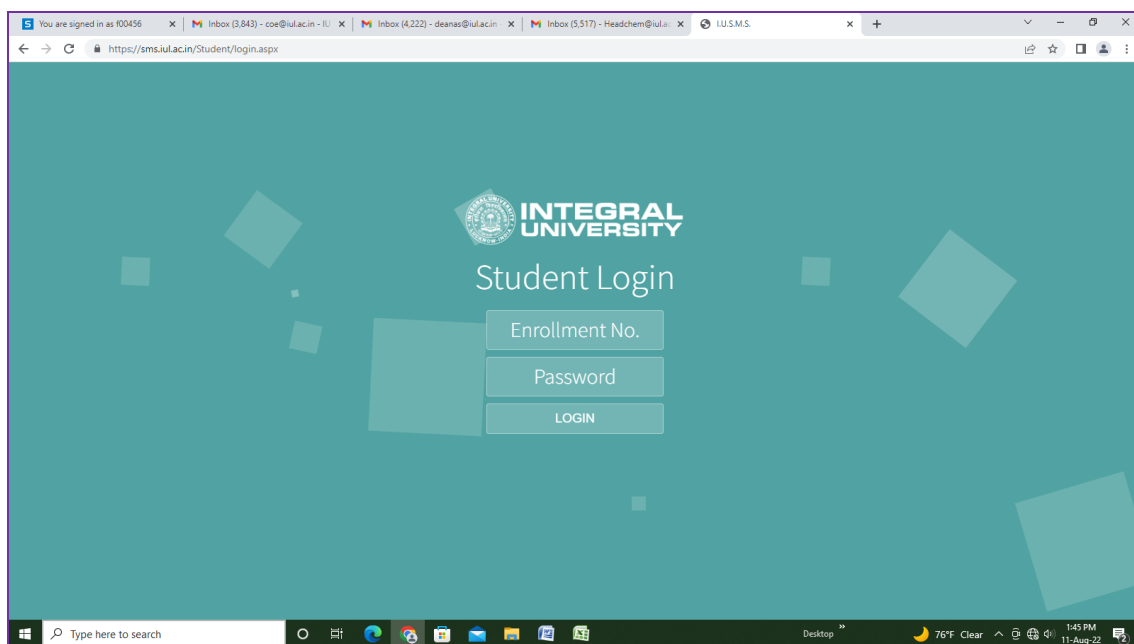 You are signed in as f00456
Inbox (3,843) - coe@iul.ac.in - IU
Inbox (4,222) - deanas@iul.ac.in -
Inbox (5,517) - Headchem@iul.ac
I.U.S.M.S.
https://sms.iul.ac.in/Student/login.aspx
INTEGRAL
UNIVERSITY
Student Login
Enrollment No.
Password
LOGIN
Type here to search
Desktop
76°F Clear
1:45 PM
11-Aug-22